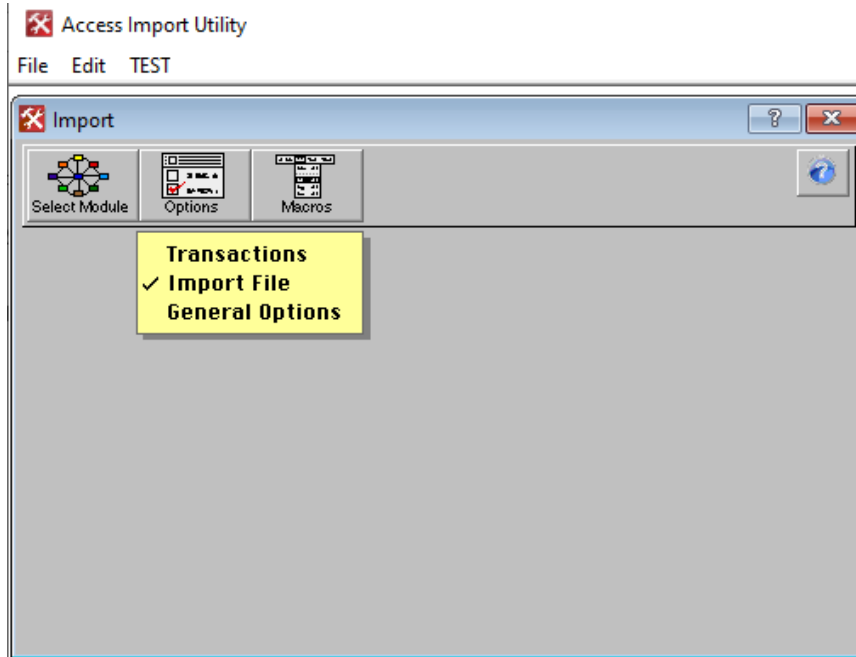 Access Import Utility
File Edit TEST
Import
Select Module Options Macros
Transactions
✓ Import File
General Options